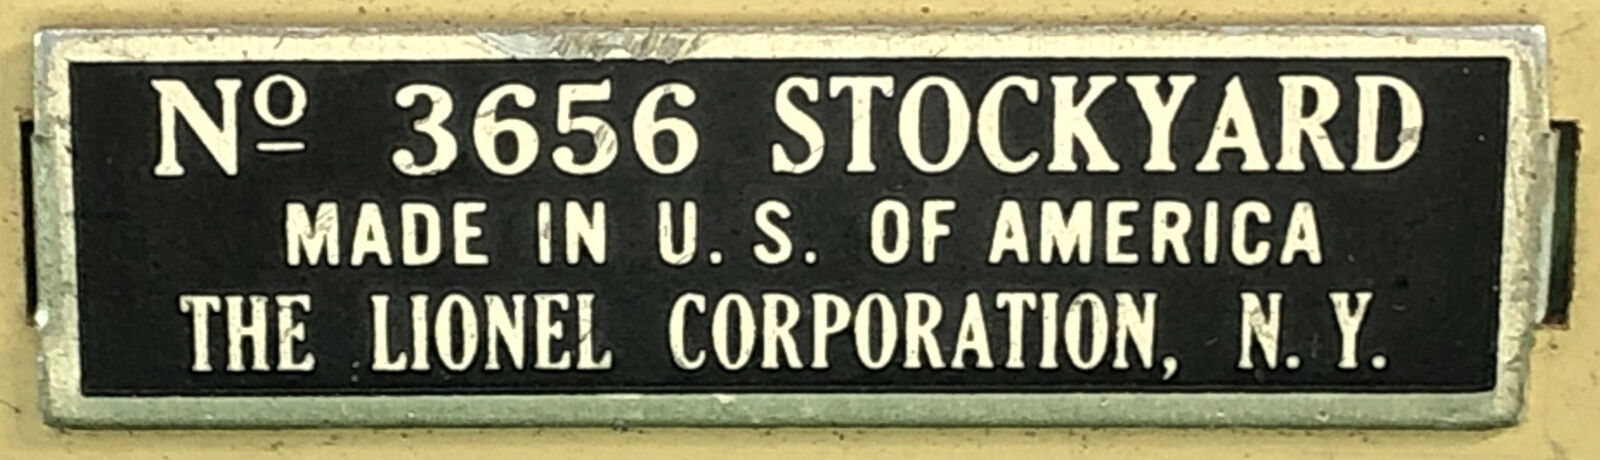 Nº 3656 STOCKYARD
MADE IN U. S. OF AMERICA
THE LIONEL CORPORATION, N. Y.